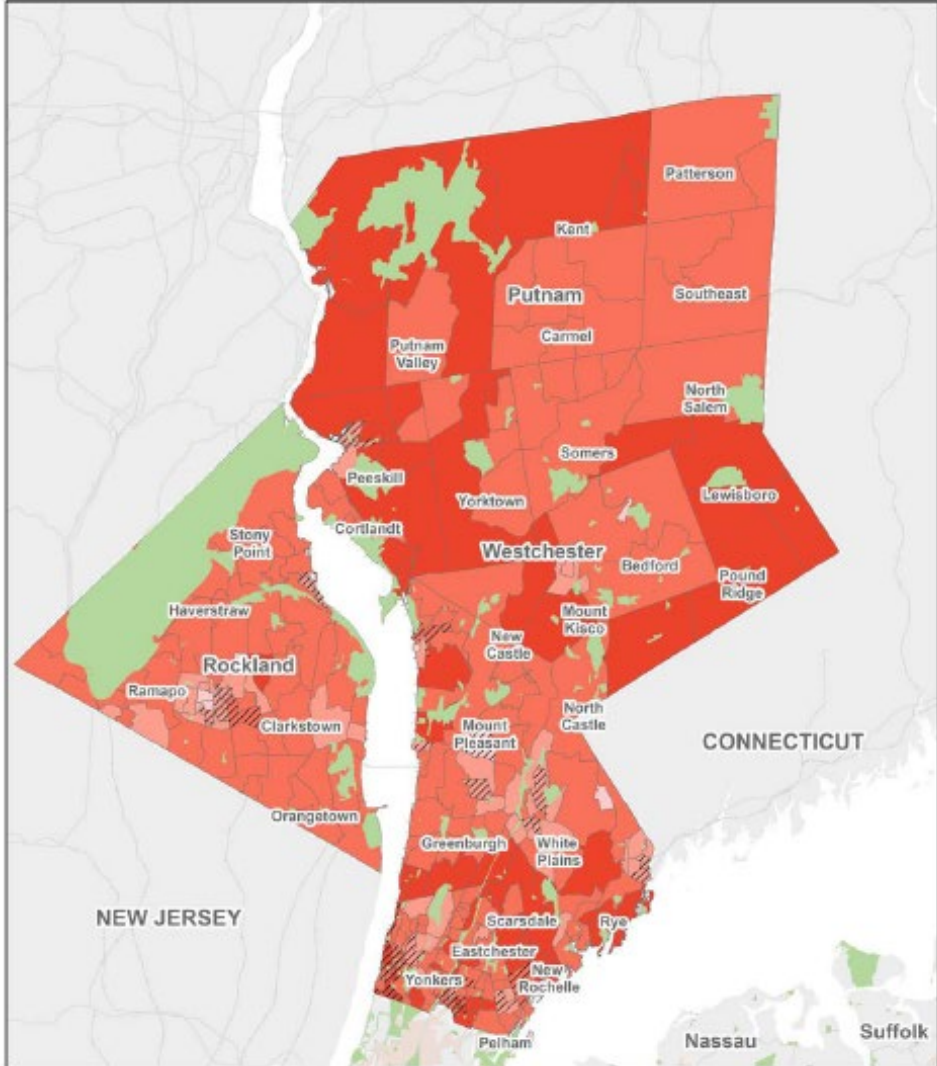 Patterson
Kent
Putnam
Southeast
Carmel
Putnam
Valley
North
Salem
Somers
Peeskill
Lewisboro
Yorktown
Cortlandt
Stony
Point
Westchester
Bedford
Pound
Ridge
Haverstraw
Mount
Kisco
New
Castle
Rockland
Ramapo
Clarkstown
North
Castle
Mount
Pleasant
CONNECTICUT
Orangetown
Greenburgh
White
Plains
NEW JERSEY
Scarsdale
Rye
Eastchester
Yonkers
New
Rochelle
Pelham
Nassau
Suffolk